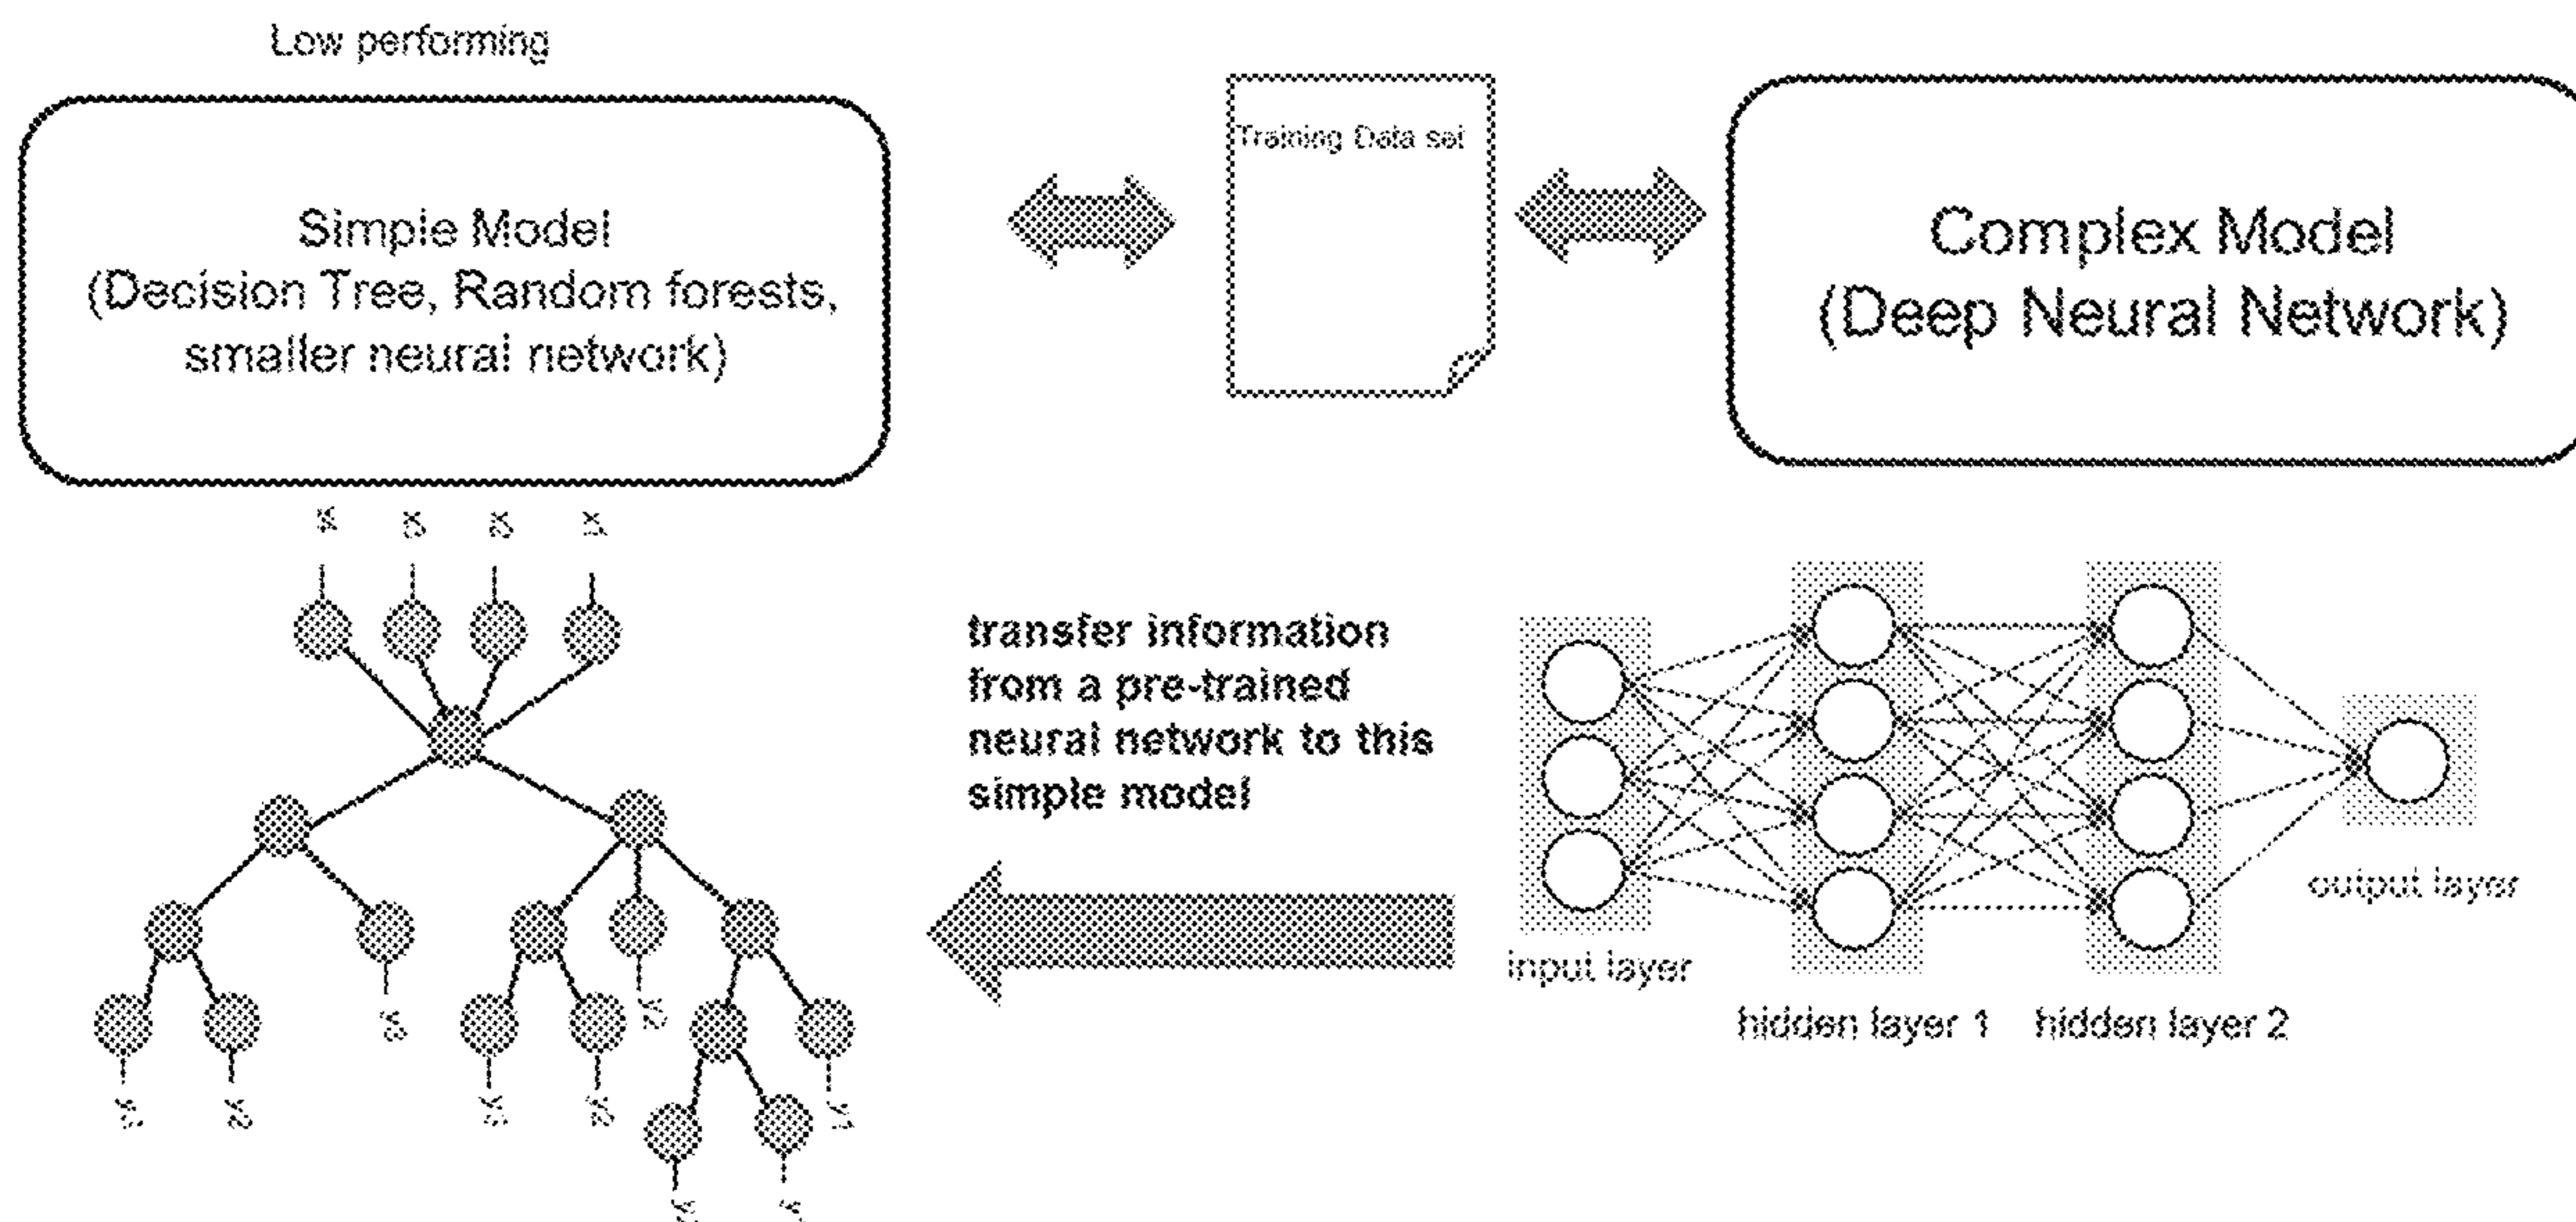 Low performing
Simple Model
(Decision Tree, Random forests,
smaller neural network)
Training Data set
Complex Model
(Deep Neural Network)
transfer information
from a pre-trained
neural network to this
simple model
input layer
hidden layer 1
hidden layer 2
output layer